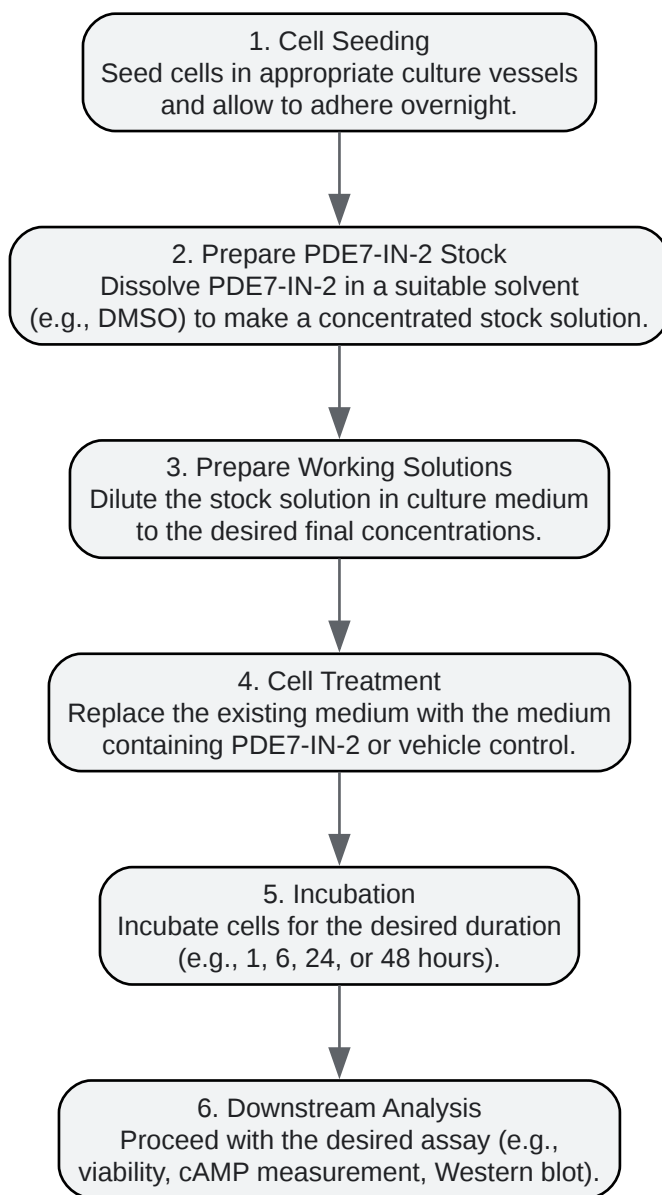 1. Cell Seeding
Seed cells in appropriate culture vessels
and allow to adhere overnight.
2. Prepare PDE7-IN-2 Stock
Dissolve PDE7-IN-2 in a suitable solvent
(e.g., DMSO) to make a concentrated stock solution.
3. Prepare Working Solutions
Dilute the stock solution in culture medium
to the desired final concentrations.
4. Cell Treatment
Replace the existing medium with the medium
containing PDE7-IN-2 or vehicle control.
5. Incubation
Incubate cells for the desired duration
(e.g., 1, 6, 24, or 48 hours).
6. Downstream Analysis
Proceed with the desired assay (e.g.,
viability, cAMP measurement, Western blot).